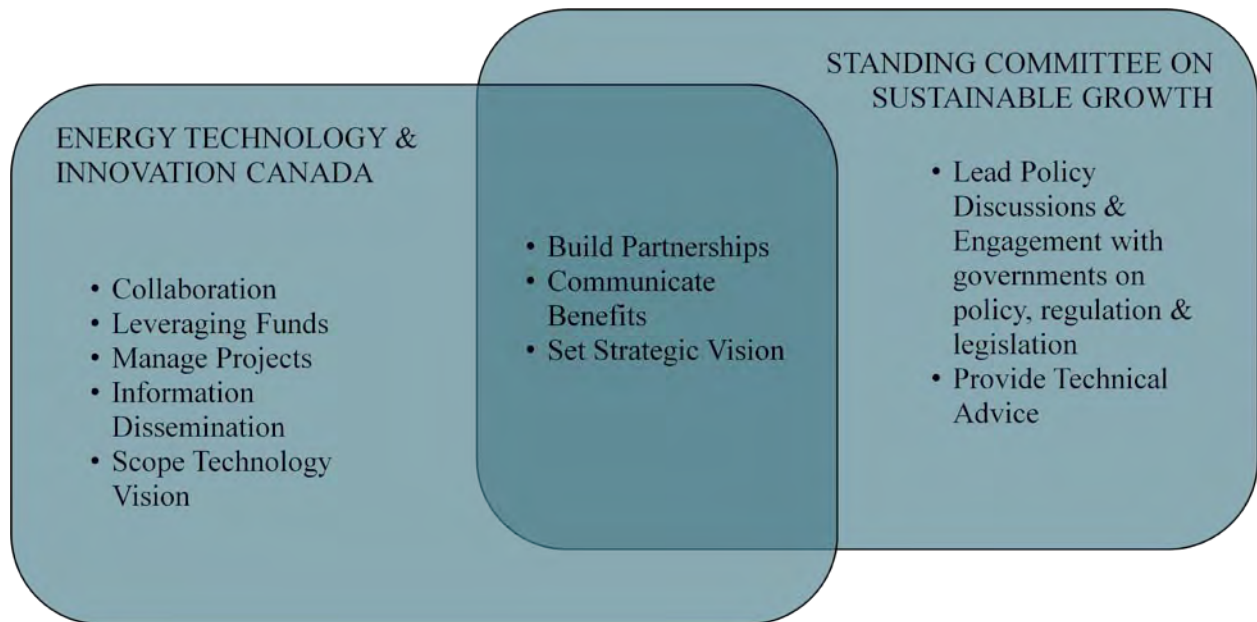 ENERGY TECHNOLOGY &
INNOVATION CANADA
• Collaboration
• Leveraging Funds
• Manage Projects
• Information
Dissemination
• Scope Technology
Vision
• Build Partnerships
• Communicate
Benefits
• Set Strategic Vision
STANDING COMMITTEE ON
SUSTAINABLE GROWTH
• Lead Policy
Discussions &
Engagement with
governments on
policy, regulation &
legislation
• Provide Technical
Advice